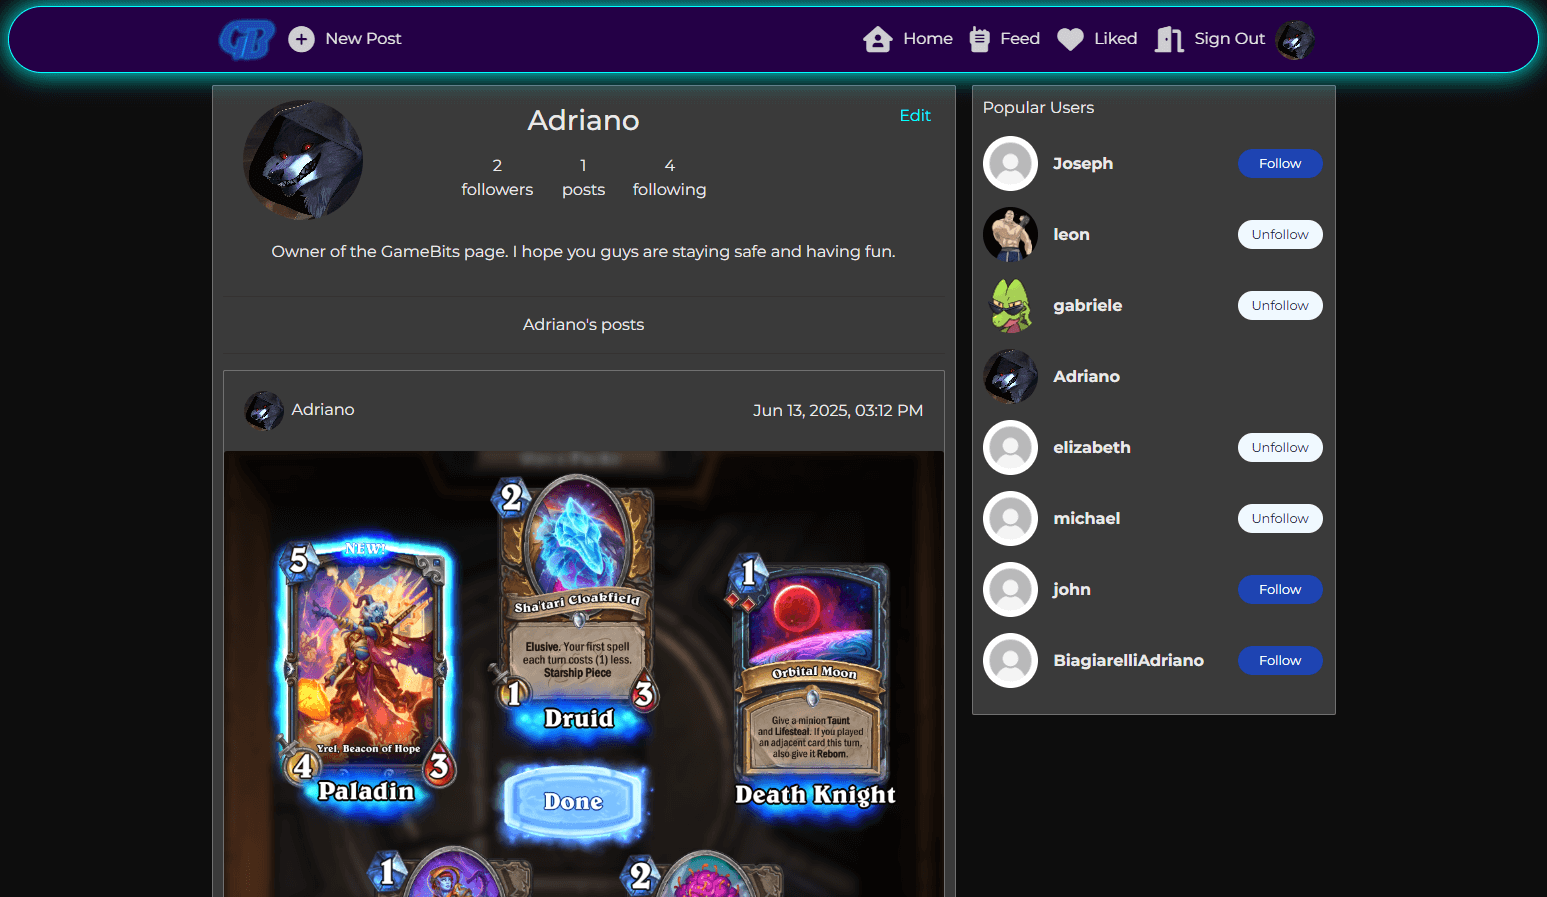 GB
New Post
Home
Feed
Liked
Sign Out
Adriano
Edit
2
followers
1
posts
4
following
Owner of the GameBits page. I hope you guys are staying safe and having fun.
Adriano's posts
Adriano
Jun 13, 2025, 03:12 PM
2
Sha'tari Cloakfield
Elusive. Your first spell
each turn costs (1) less.
Starship Piece
1
3
Druid
NEW!
5
Yrel, Beacon of Hope
4
3
Paladin
1
Orbital Moon
Give a minion Taunt
and Lifesteal. If you played
an adjacent card this turn,
also give it Reborn.
Death Knight
Done
1
2
Popular Users
Joseph
Follow
leon
Unfollow
gabriele
Unfollow
Adriano
elizabeth
Unfollow
michael
Unfollow
john
Follow
BiagiarelliAdriano
Follow